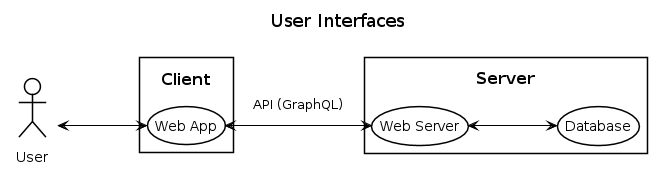 User Interfaces
Client
Server
API (GraphQL)
Web App
Web Server
Database
User